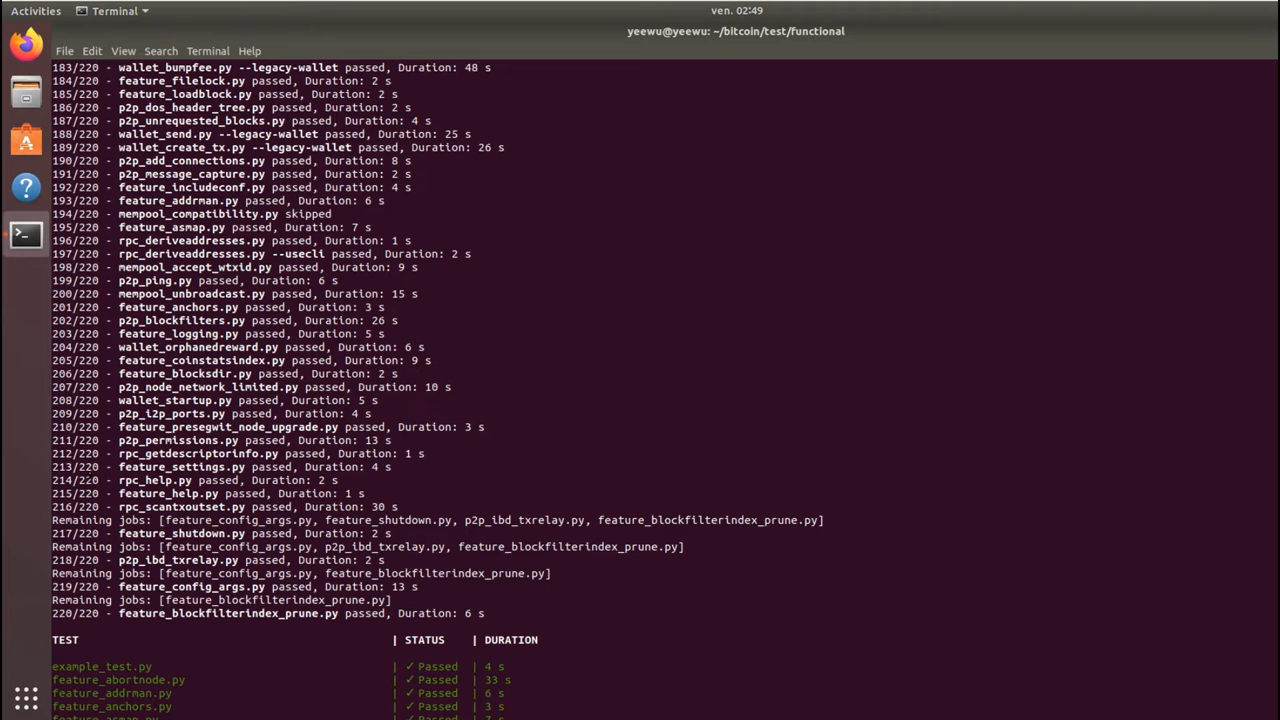 Activities Terminal ven. 02:49
yeewu@yeewu: ~/bitcoin/test/functional
File Edit View Search Terminal Help
183/220 - wallet_bumpfee.py --legacy-wallet passed, Duration: 48 s
184/220 - feature_filelock.py passed, Duration: 2 s
185/220 - feature_loadblock.py passed, Duration: 2 s
186/220 - p2p_dos_header_tree.py passed, Duration: 2 s
187/220 - p2p_unrequested_blocks.py passed, Duration: 4 s
188/220 - wallet_send.py --legacy-wallet passed, Duration: 25 s
189/220 - wallet_create_tx.py --legacy-wallet passed, Duration: 26 s
190/220 - p2p_add_connections.py passed, Duration: 8 s
191/220 - p2p_message_capture.py passed, Duration: 2 s
192/220 - feature_includeconf.py passed, Duration: 4 s
193/220 - feature_addrman.py passed, Duration: 6 s
194/220 - mempool_compatibility.py skipped
195/220 - feature_asmap.py passed, Duration: 7 s
196/220 - rpc_deriveaddresses.py passed, Duration: 1 s
197/220 - rpc_deriveaddresses.py --usecli passed, Duration: 2 s
198/220 - mempool_accept_wtxid.py passed, Duration: 9 s
199/220 - p2p_ping.py passed, Duration: 6 s
200/220 - mempool_unbroadcast.py passed, Duration: 15 s
201/220 - feature_anchors.py passed, Duration: 3 s
202/220 - p2p_blockfilters.py passed, Duration: 26 s
203/220 - feature_logging.py passed, Duration: 5 s
204/220 - wallet_orphanedreward.py passed, Duration: 6 s
205/220 - feature_coinstatsindex.py passed, Duration: 9 s
206/220 - feature_blocksdir.py passed, Duration: 2 s
207/220 - p2p_node_network_limited.py passed, Duration: 10 s
208/220 - wallet_startup.py passed, Duration: 5 s
209/220 - p2p_i2p_ports.py passed, Duration: 4 s
210/220 - feature_presegwit_node_upgrade.py passed, Duration: 3 s
211/220 - p2p_permissions.py passed, Duration: 13 s
212/220 - rpc_getdescriptorinfo.py passed, Duration: 1 s
213/220 - feature_settings.py passed, Duration: 4 s
214/220 - rpc_help.py passed, Duration: 2 s
215/220 - feature_help.py passed, Duration: 1 s
216/220 - rpc_scantxoutset.py passed, Duration: 30 s
Remaining jobs: [feature_config_args.py, feature_shutdown.py, p2p_ibd_txrelay.py, feature_blockfilterindex_prune.py]
217/220 - feature_shutdown.py passed, Duration: 2 s
Remaining jobs: [feature_config_args.py, p2p_ibd_txrelay.py, feature_blockfilterindex_prune.py]
218/220 - p2p_ibd_txrelay.py passed, Duration: 2 s
Remaining jobs: [feature_config_args.py, feature_blockfilterindex_prune.py]
219/220 - feature_config_args.py passed, Duration: 13 s
Remaining jobs: [feature_blockfilterindex_prune.py]
220/220 - feature_blockfilterindex_prune.py passed, Duration: 6 s
TEST | STATUS | DURATION
example_test.py | ✓ Passed | 4 s
feature_abortnode.py | ✓ Passed | 33 s
feature_addrman.py | ✓ Passed | 6 s
feature_anchors.py | ✓ Passed | 3 s